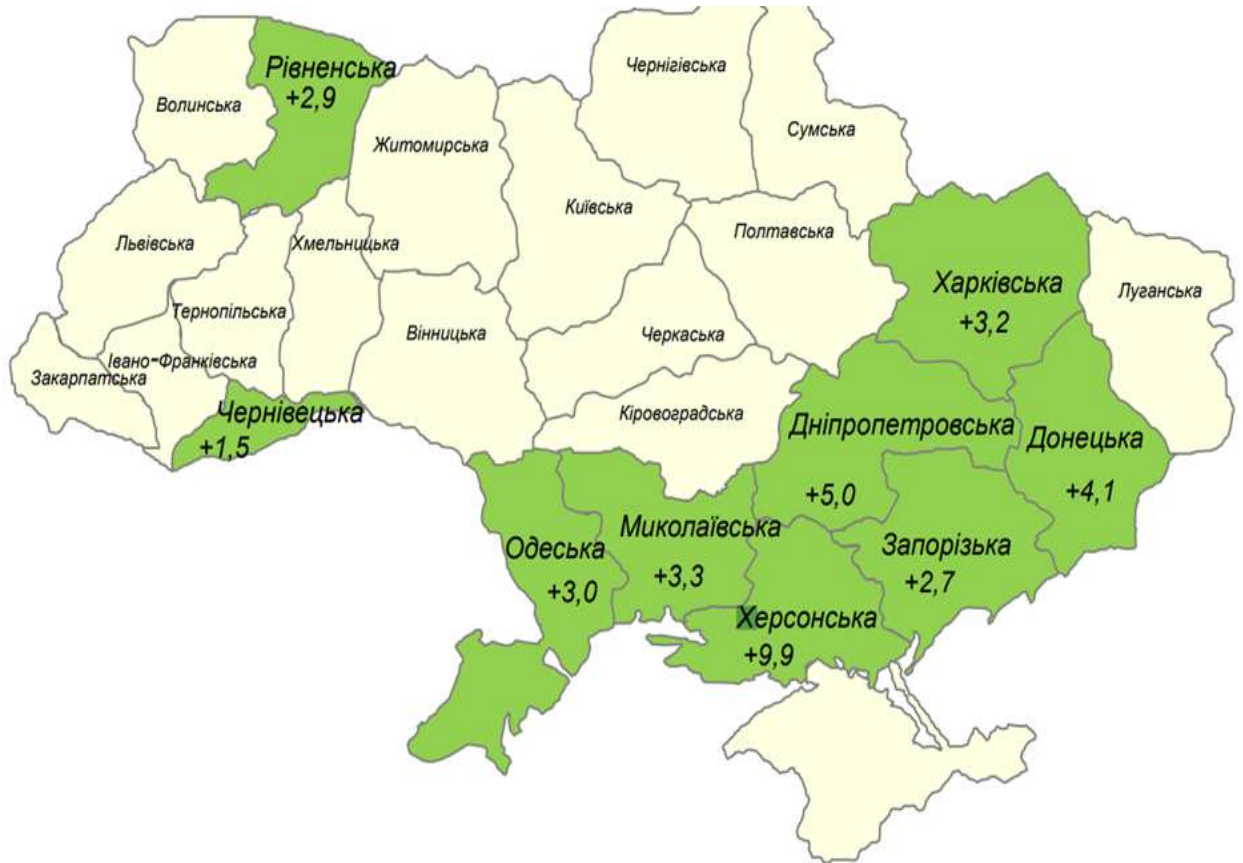 Рівненська
+2,9
Волинська
Житомирська
Чернігівська
Сумська
Київська
Полтавська
Львівська
Хмельницька
Тернопільська
Вінницька
Черкаська
Харківська
+3,2
Луганська
Івано-Франківська
Закарпатська
Чернівецька
+1,5
Кіровоградська
Дніпропетровська
+5,0
Донецька
+4,1
Одеська
+3,0
Миколаївська
+3,3
Запорізька
+2,7
Херсонська
+9,9